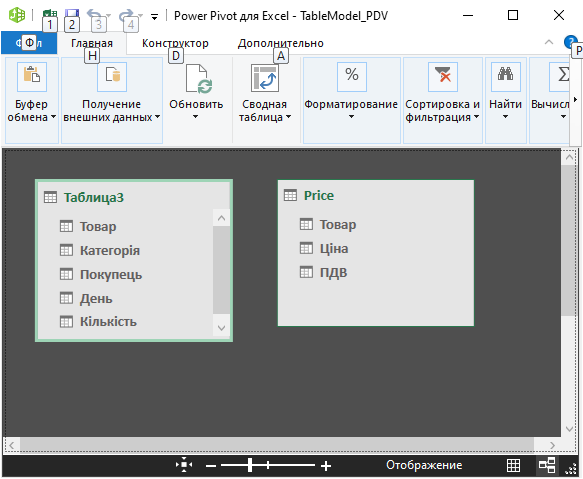 Power Pivot для Excel - TableModel_PDV
1 2 3 4
Ф Главная Конструктор Дополнительно ?
H D A P
Буфер обмена
Получение внешних данных
Обновить
Сводная таблица
%
Форматирование
Сортировка и фильтрация
Найти
Σ
Вычисл
Таблица3
Товар
Категорія
Покупець
День
Кількість
Price
Товар
Ціна
ПДВ
Отображение